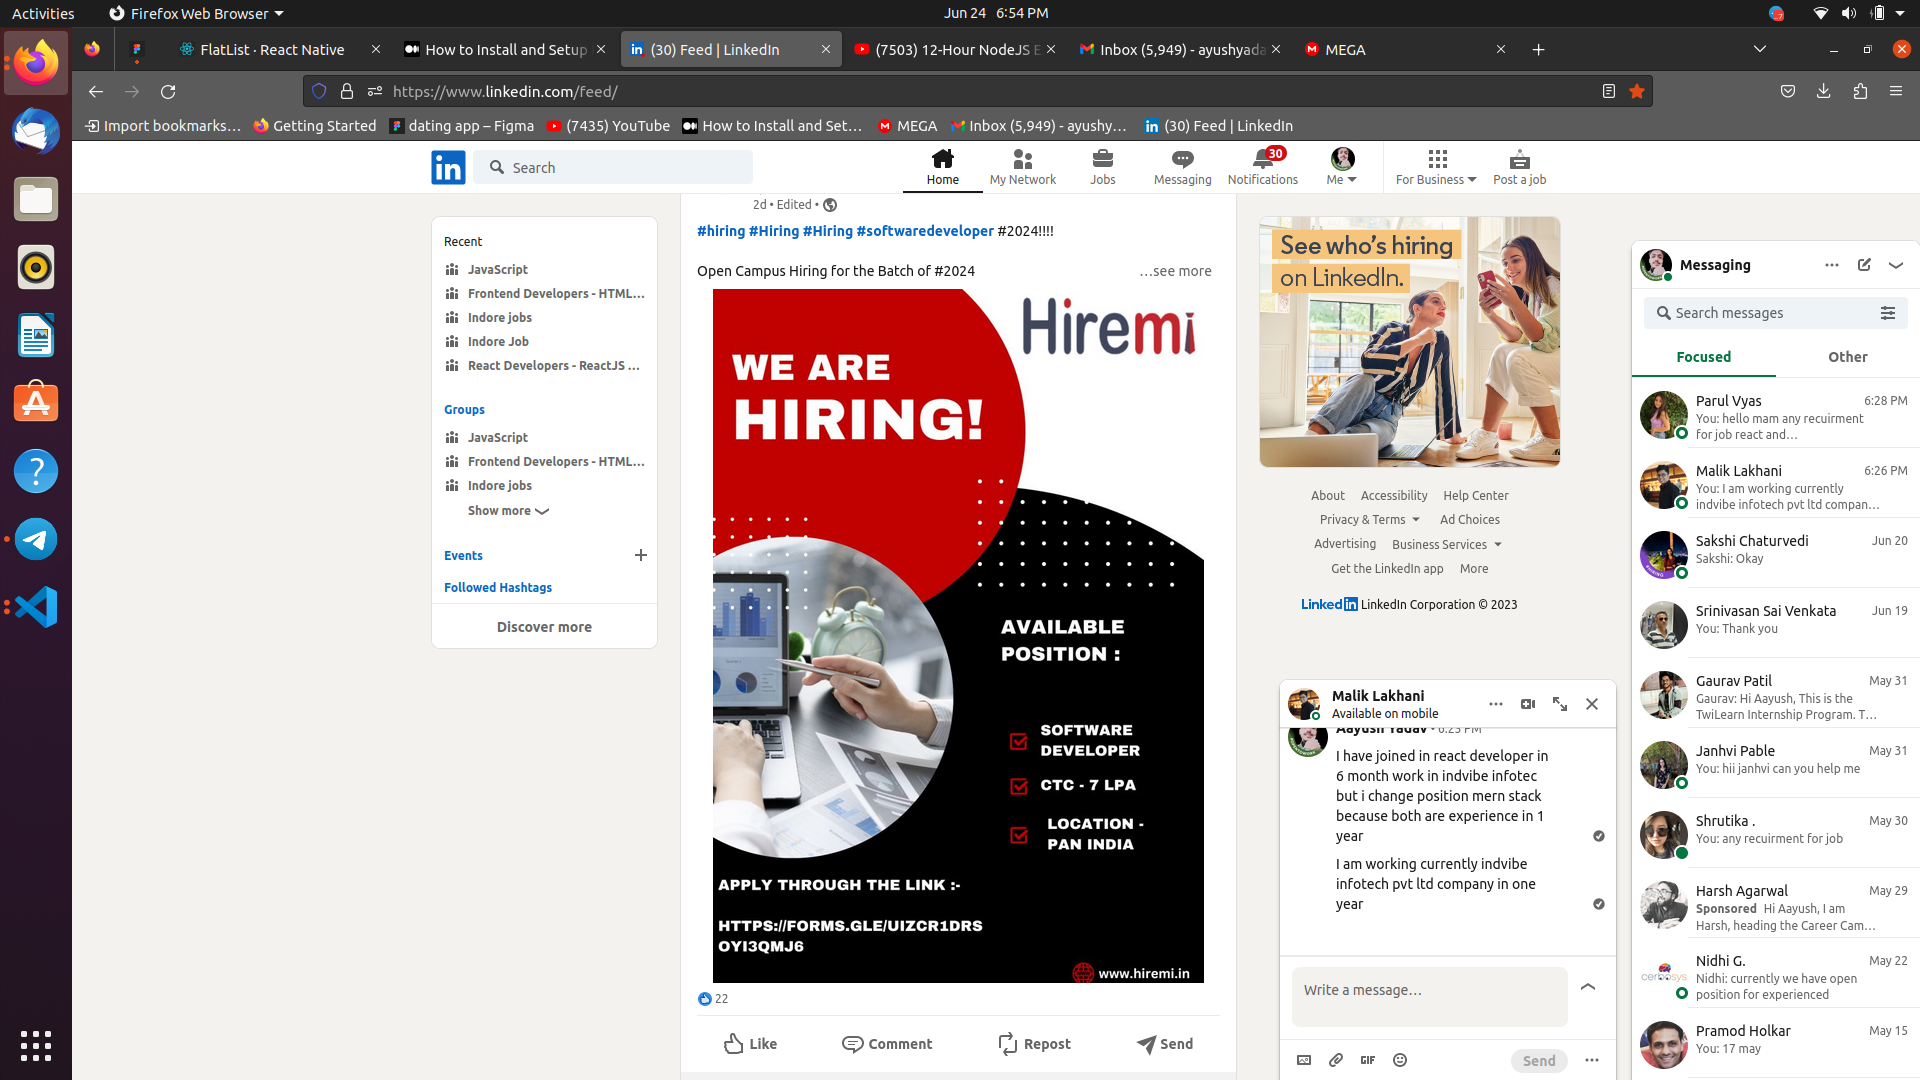 Activities
Firefox Web Browser
Jun 24 6:54 PM
FlatList · React Native
How to Install and Setup
(30) Feed | LinkedIn
(7503) 12-Hour NodeJS E
Inbox (5,949) - ayushyada
MEGA
https://www.linkedin.com/feed/
Import bookmarks…
Getting Started
dating app – Figma
(7435) YouTube
How to Install and Set…
MEGA
Inbox (5,949) - ayushy…
(30) Feed | LinkedIn
in
Search
Home
My Network
Jobs
Messaging
30
Notifications
Me
For Business
Post a job
Recent
JavaScript
Frontend Developers - HTML…
Indore jobs
Indore Job
React Developers - ReactJS …
Groups
JavaScript
Frontend Developers - HTML…
Indore jobs
Show more
Events
Followed Hashtags
Discover more
2d • Edited •
#hiring #Hiring #Hiring #softwaredeveloper #2024!!!!
Open Campus Hiring for the Batch of #2024
…see more
Hiremi
WE ARE
HIRING!
AVAILABLE
POSITION :
SOFTWARE
DEVELOPER
CTC - 7 LPA
LOCATION -
PAN INDIA
APPLY THROUGH THE LINK :-
HTTPS://FORMS.GLE/UIZCR1DRS
OYI3QMJ6
www.hiremi.in
22
Like
Comment
Repost
Send
See who's hiring
on LinkedIn.
About
Accessibility
Help Center
Privacy & Terms
Ad Choices
Advertising
Business Services
Get the LinkedIn app
More
LinkedIn LinkedIn Corporation © 2023
Malik Lakhani
Available on mobile
Aayush Yadav • 6:25 PM
I have joined in react developer in
6 month work in indvibe infotec
but i change position mern stack
because both are experience in 1
year
I am working currently indvibe
infotech pvt ltd company in one
year
Write a message…
GIF
Send
Messaging
Search messages
Focused
Other
Parul Vyas
6:28 PM
You: hello mam any recuirment
for job react and…
Malik Lakhani
6:26 PM
You: I am working currently
indvibe infotech pvt ltd compan…
Sakshi Chaturvedi
Jun 20
Sakshi: Okay
Srinivasan Sai Venkata
Jun 19
You: Thank you
Gaurav Patil
May 31
Gaurav: Hi Aayush, This is the
TwiLearn Internship Program. T…
Janhvi Pable
May 31
You: hii janhvi can you help me
Shrutika .
May 30
You: any recuirment for job
Harsh Agarwal
May 29
Sponsored Hi Aayush, I am
Harsh, heading the Career Cam…
Nidhi G.
May 22
Nidhi: currently we have open
position for experienced
cerbosys
Pramod Holkar
May 15
You: 17 may